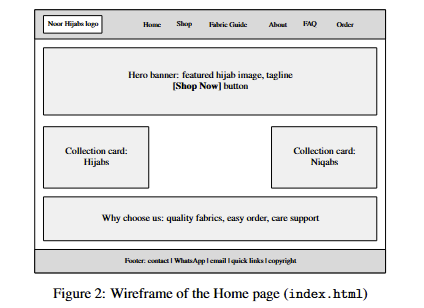 Noor Hijabs logo
Home
Shop
Fabric Guide
About
FAQ
Order
Hero banner: featured hijab image, tagline
[Shop Now] button
Collection card:
Hijabs
Collection card:
Niqabs
Why choose us: quality fabrics, easy order, care support
Footer: contact | WhatsApp | email | quick links | copyright
Figure 2: Wireframe of the Home page (index.html)